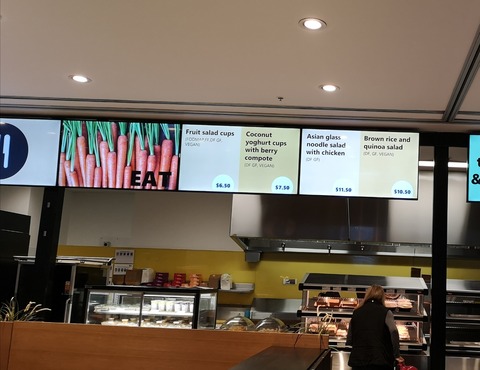 EAT
Fruit salad cups
VEGAN)
$6.50
Coconut
yoghurt cups
with berry
compote
(DF, GF, VEGAN)
$7.50
Asian glass
noodle salad
with chicken
(DF, GF)
$11.50
Brown rice and
quinoa salad
(DF, GF, VEGAN)
$10.50
&